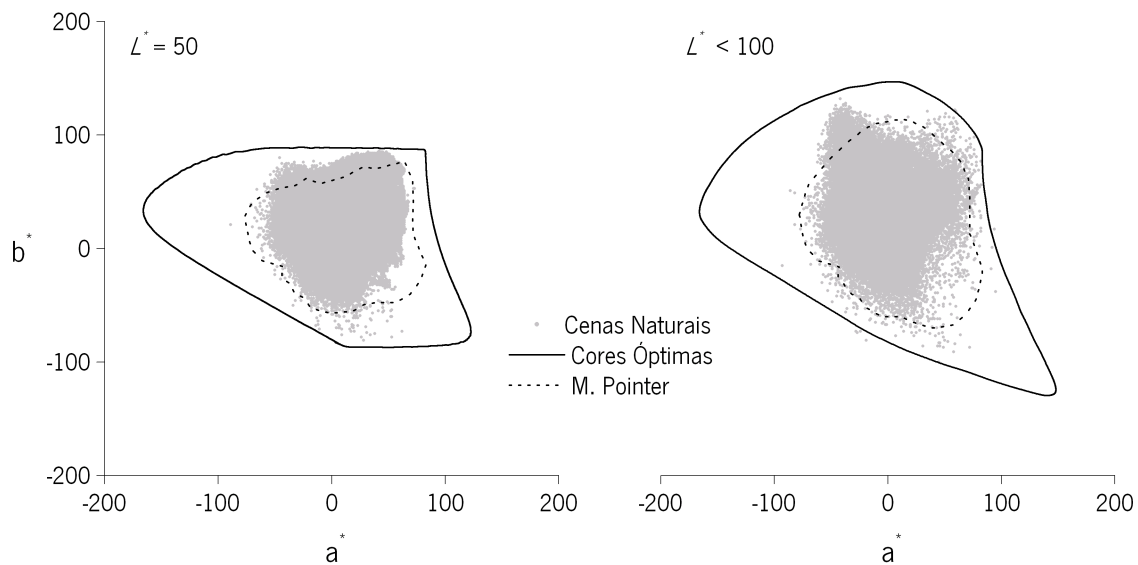 L* = 50
L* < 100
200
100
0
-100
-200
b*
Cenas Naturais
Cores Óptimas
M. Pointer
-200 -100 0 100 200
-200 -100 0 100 200
a*
a*